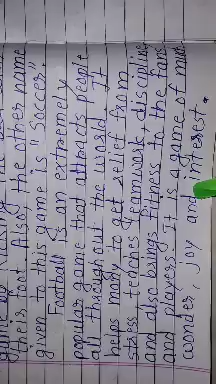 game by kicking the
their foot. Also, the other name
given to this game is "Soccer".
Football is an extremely
popular game that attracts people
all throughout the world. It
helps many to get relief from
stress, teaches teamwork, discipline
and also brings fitness to the fans
and players. It is a game of much
wonder, joy and interest.